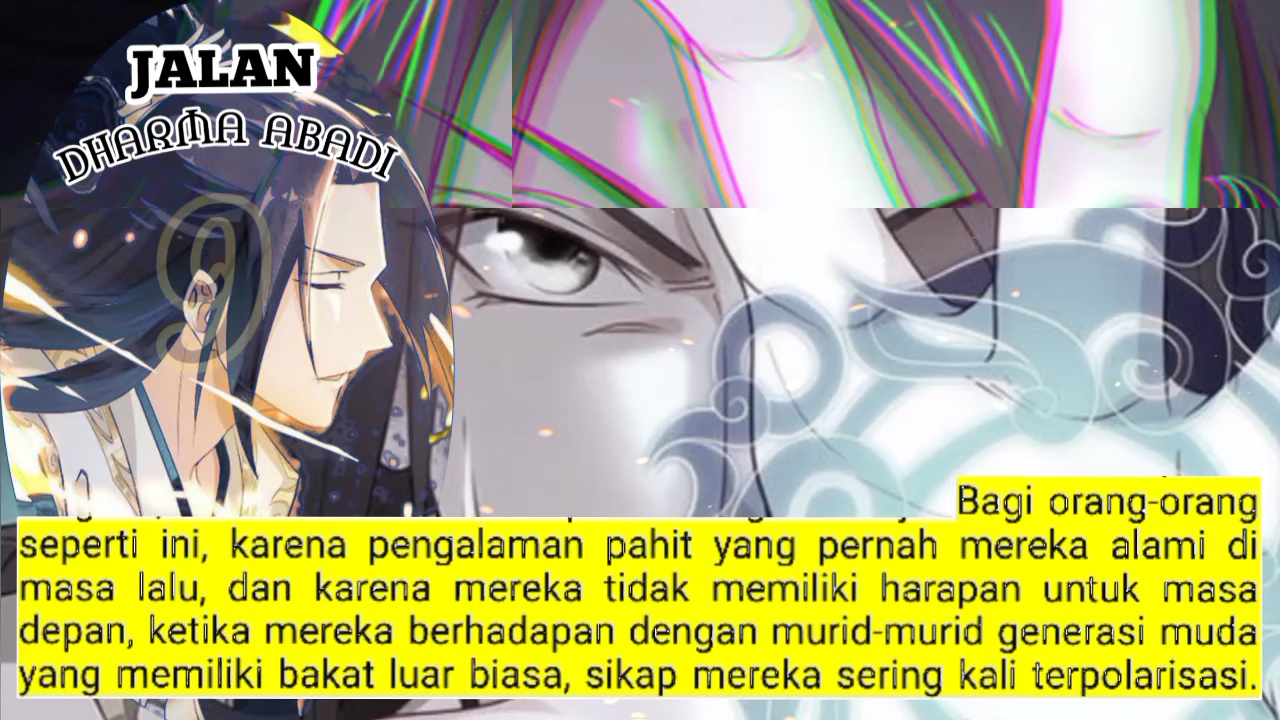 JALAN
DHARMA ABADI
9
Bagi orang-orang
seperti ini, karena pengalaman pahit yang pernah mereka alami di
masa lalu, dan karena mereka tidak memiliki harapan untuk masa
depan, ketika mereka berhadapan dengan murid-murid generasi muda
yang memiliki bakat luar biasa, sikap mereka sering kali terpolarisasi.